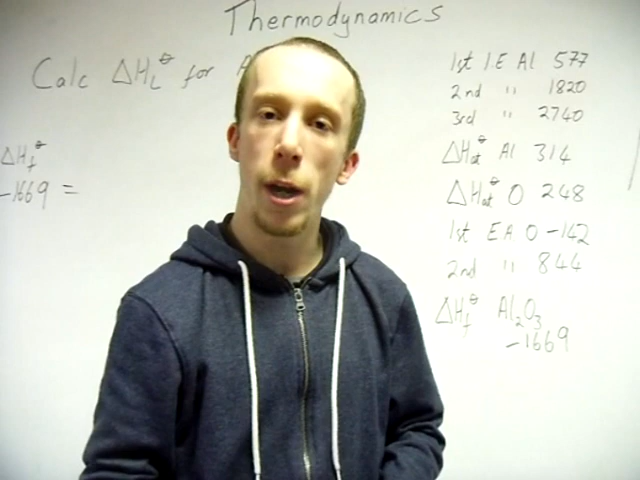 Thermodynamics
Calc ΔH_L^⊖ for A
ΔH_f^⊖
-1669 =
1st I.E Al 577
2nd " 1820
3rd " 2740
ΔH_at^⊖ Al 314
ΔH_at^⊖ O 248
1st EA O -142
2nd " 844
ΔH_f^⊖ Al₂O₃
-1669